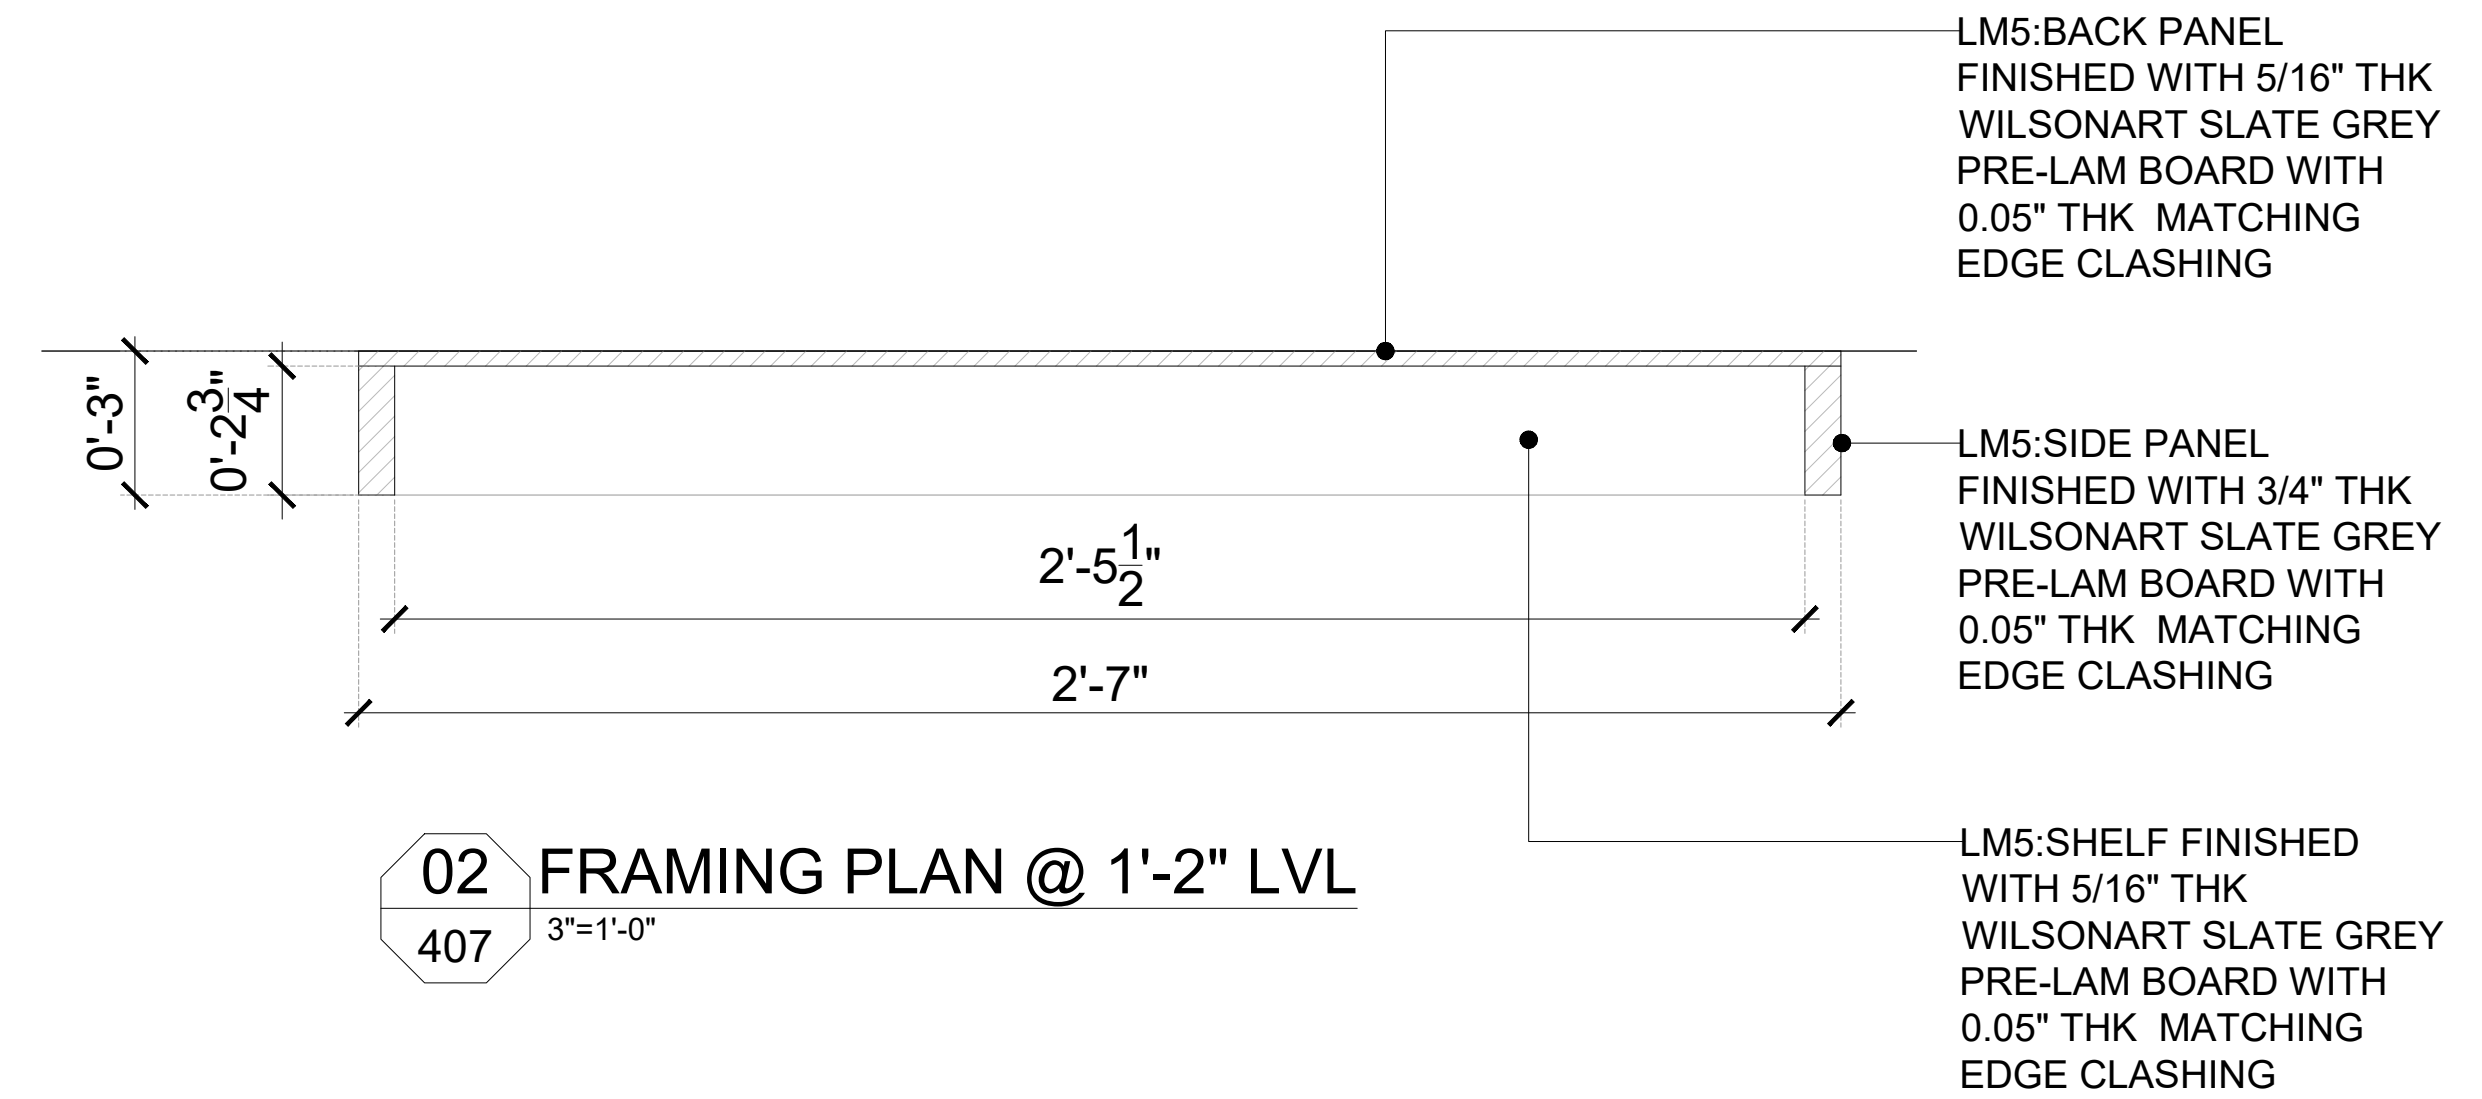 LM5:BACK PANEL
FINISHED WITH 5/16" THK
WILSONART SLATE GREY
PRE-LAM BOARD WITH
0.05" THK  MATCHING
EDGE CLASHING
0'-3"
0'-2 3/4"
LM5:SIDE PANEL
FINISHED WITH 3/4" THK
WILSONART SLATE GREY
PRE-LAM BOARD WITH
0.05" THK  MATCHING
EDGE CLASHING
2'-5 1/2"
2'-7"
LM5:SHELF FINISHED
WITH 5/16" THK
WILSONART SLATE GREY
PRE-LAM BOARD WITH
0.05" THK  MATCHING
EDGE CLASHING
02
FRAMING PLAN @ 1'-2" LVL
407
3"=1'-0"